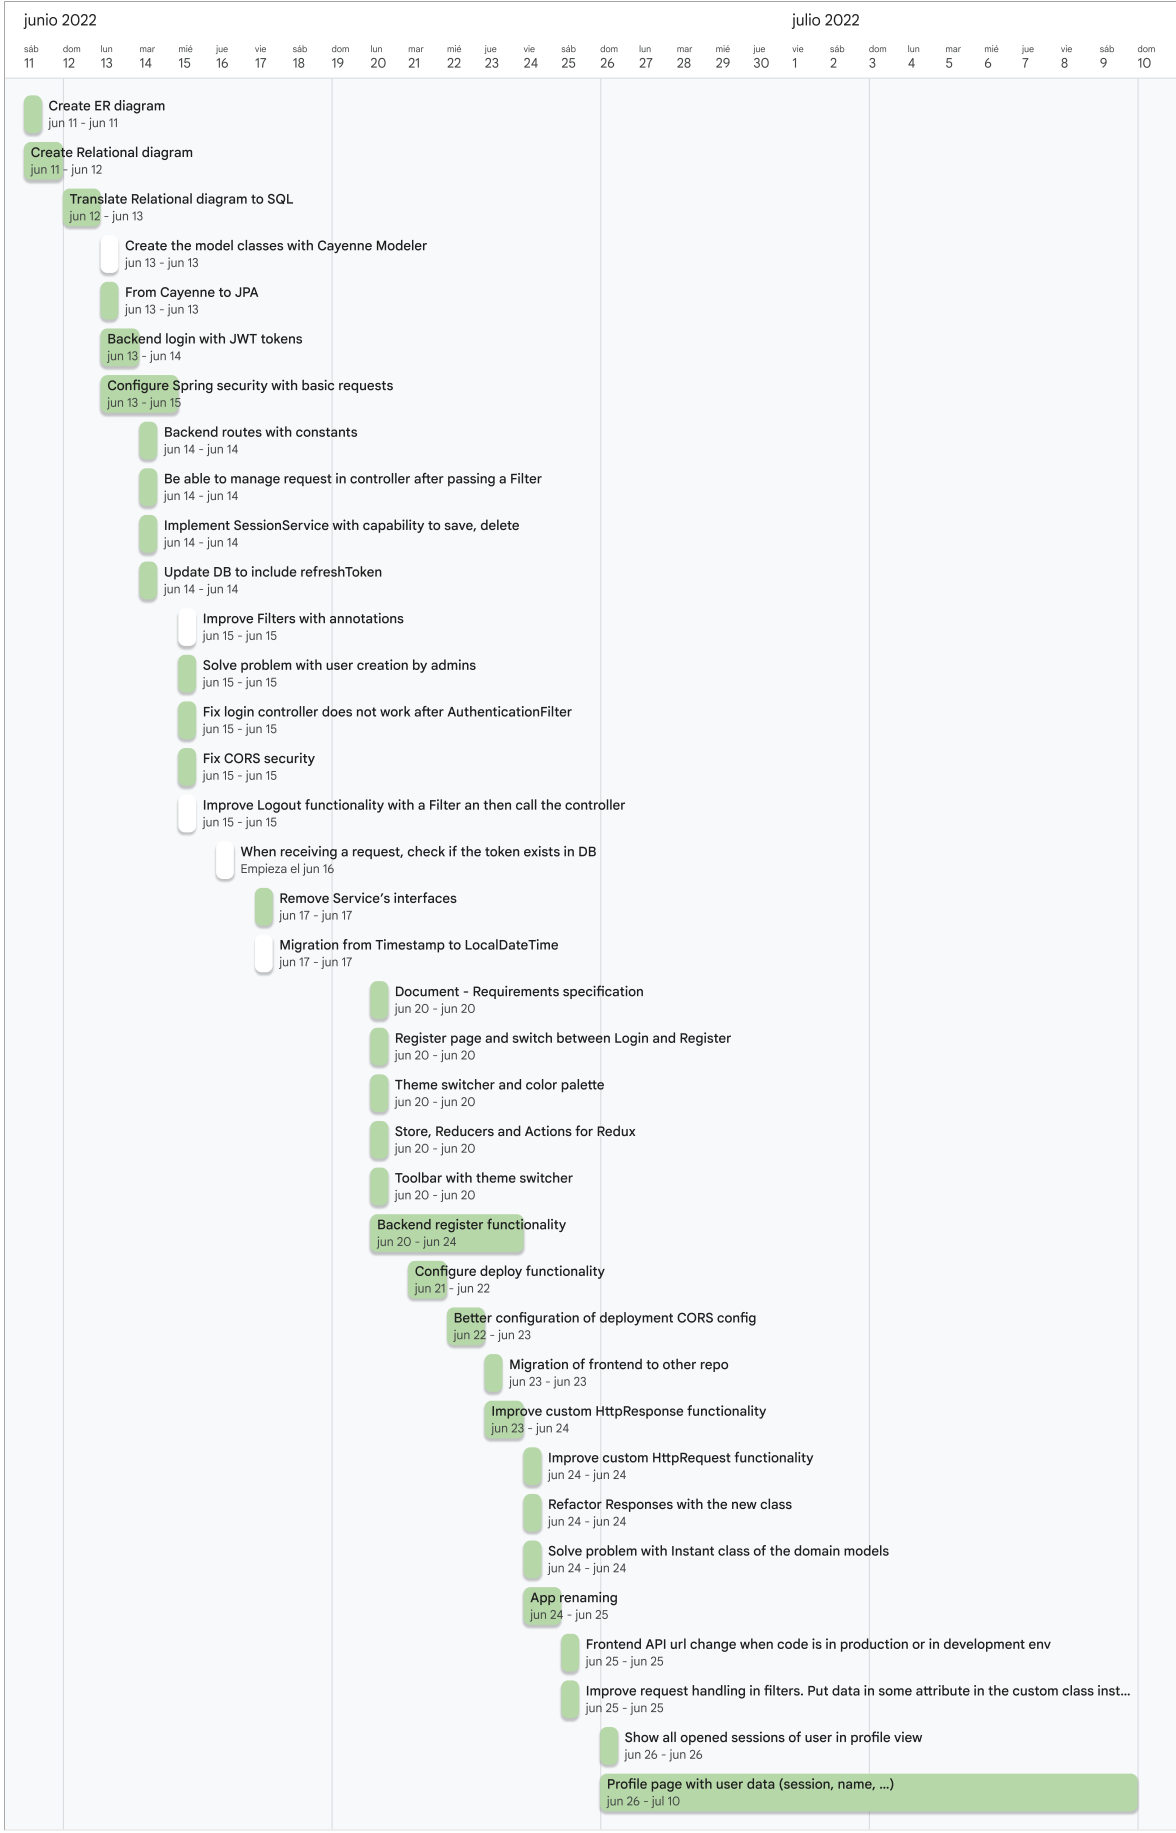 junio 2022 julio 2022
sáb dom lun mar mié jue vie sáb dom lun mar mié jue vie sáb dom lun mar mié jue vie sáb dom lun mar mié jue vie sáb dom
11 12 13 14 15 16 17 18 19 20 21 22 23 24 25 26 27 28 29 30 1 2 3 4 5 6 7 8 9 10
Create ER diagram
jun 11 - jun 11
Create Relational diagram
jun 11 - jun 12
Translate Relational diagram to SQL
jun 12 - jun 13
Create the model classes with Cayenne Modeler
jun 13 - jun 13
From Cayenne to JPA
jun 13 - jun 13
Backend login with JWT tokens
jun 13 - jun 14
Configure Spring security with basic requests
jun 13 - jun 15
Backend routes with constants
jun 14 - jun 14
Be able to manage request in controller after passing a Filter
jun 14 - jun 14
Implement SessionService with capability to save, delete
jun 14 - jun 14
Update DB to include refreshToken
jun 14 - jun 14
Improve Filters with annotations
jun 15 - jun 15
Solve problem with user creation by admins
jun 15 - jun 15
Fix login controller does not work after AuthenticationFilter
jun 15 - jun 15
Fix CORS security
jun 15 - jun 15
Improve Logout functionality with a Filter an then call the controller
jun 15 - jun 15
When receiving a request, check if the token exists in DB
Empieza el jun 16
Remove Service's interfaces
jun 17 - jun 17
Migration from Timestamp to LocalDateTime
jun 17 - jun 17
Document - Requirements specification
jun 20 - jun 20
Register page and switch between Login and Register
jun 20 - jun 20
Theme switcher and color palette
jun 20 - jun 20
Store, Reducers and Actions for Redux
jun 20 - jun 20
Toolbar with theme switcher
jun 20 - jun 20
Backend register functionality
jun 20 - jun 24
Configure deploy functionality
jun 21 - jun 22
Better configuration of deployment CORS config
jun 22 - jun 23
Migration of frontend to other repo
jun 23 - jun 23
Improve custom HttpResponse functionality
jun 23 - jun 24
Improve custom HttpRequest functionality
jun 24 - jun 24
Refactor Responses with the new class
jun 24 - jun 24
Solve problem with Instant class of the domain models
jun 24 - jun 24
App renaming
jun 24 - jun 25
Frontend API url change when code is in production or in development env
jun 25 - jun 25
Improve request handling in filters. Put data in some attribute in the custom class inst...
jun 25 - jun 25
Show all opened sessions of user in profile view
jun 26 - jun 26
Profile page with user data (session, name, ...)
jun 26 - jul 10